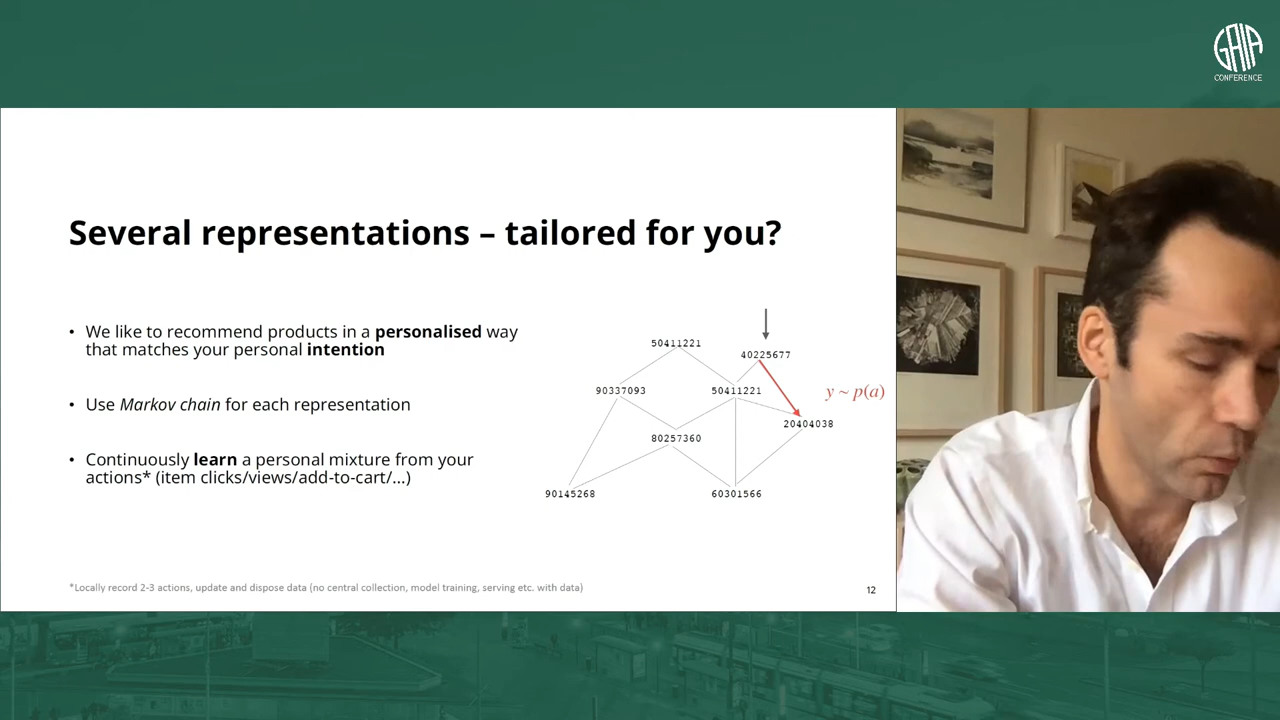 GAIA
CONFERENCE
Several representations – tailored for you?
• We like to recommend products in a personalised way
that matches your personal intention
• Use Markov chain for each representation
• Continuously learn a personal mixture from your
actions* (item clicks/views/add-to-cart/...)
50411221
40225677
90337093
50411221
y ~ p(a)
20404038
80257360
90145268
60301566
*Locally record 2-3 actions, update and dispose data (no central collection, model training, serving etc. with data)
12